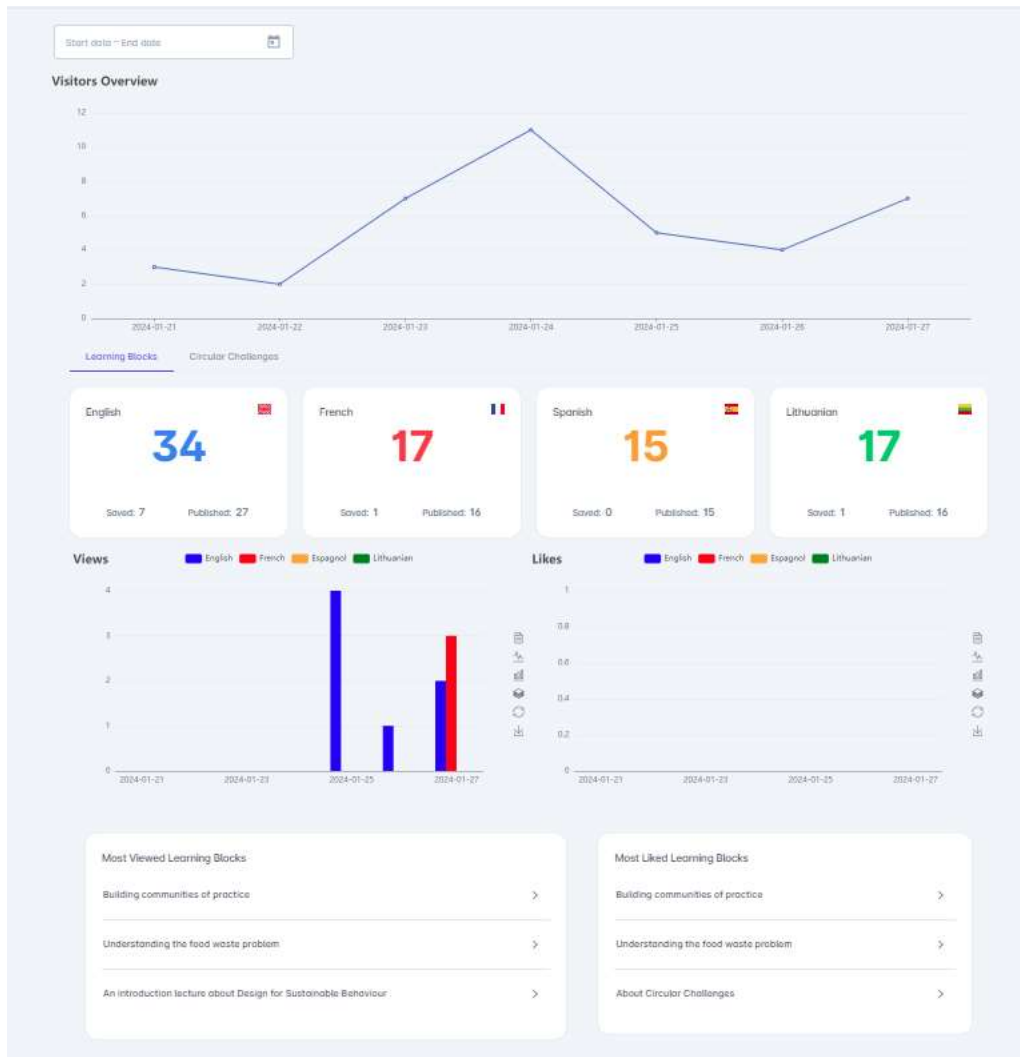 Start date – End date
Visitors Overview
12
10
8
6
4
2
0
2024-01-21 2024-01-22 2024-01-23 2024-01-24 2024-01-25 2024-01-26 2024-01-27
Learning Blocks Circular Challenges
English French Spanish Lithuanian
34 17 15 17
Saved: 7 Published: 27 Saved: 1 Published: 16 Saved: 0 Published: 15 Saved: 1 Published: 16
Views English French Espagnol Lithuanian
4
3
2
1
0
2024-01-21 2024-01-23 2024-01-25 2024-01-27
Likes English French Espagnol Lithuanian
1
0.8
0.6
0.4
0.2
0
2024-01-21 2024-01-23 2024-01-25 2024-01-27
Most Viewed Learning Blocks
Building communities of practice
Understanding the food waste problem
An introduction lecture about Design for Sustainable Behaviour
Most Liked Learning Blocks
Building communities of practice
Understanding the food waste problem
About Circular Challenges